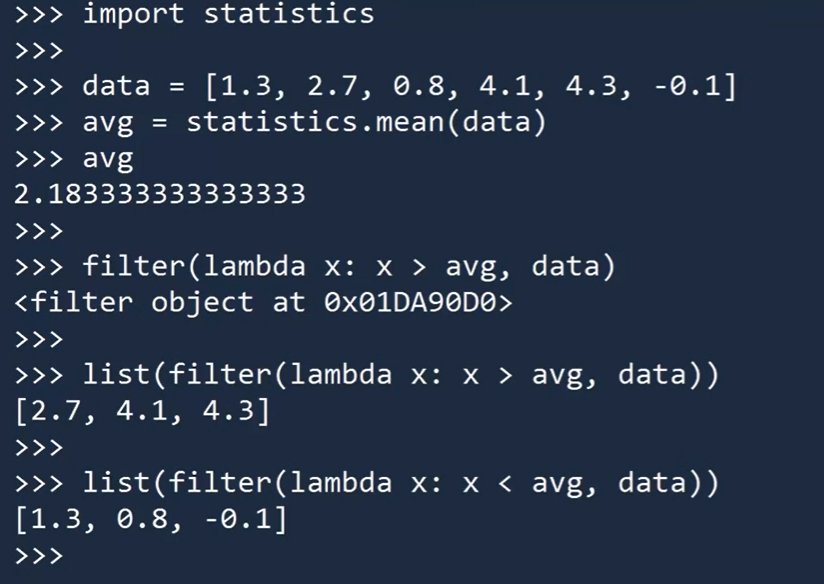 >>> import statistics
>>>
>>> data = [1.3, 2.7, 0.8, 4.1, 4.3, -0.1]
>>> avg = statistics.mean(data)
>>> avg
2.183333333333333
>>>
>>> filter(lambda x: x > avg, data)
<filter object at 0x01DA90D0>
>>>
>>> list(filter(lambda x: x > avg, data))
[2.7, 4.1, 4.3]
>>>
>>> list(filter(lambda x: x < avg, data))
[1.3, 0.8, -0.1]
>>>